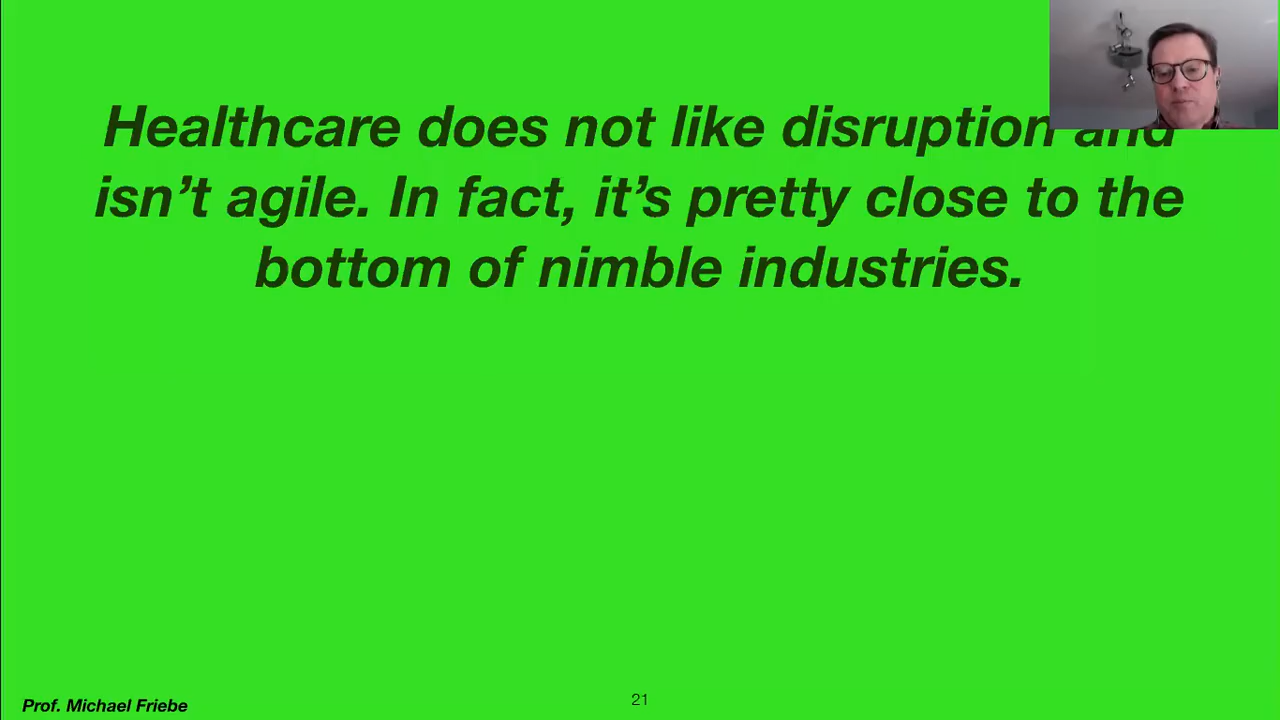 Healthcare does not like disruption and
isn’t agile. In fact, it’s pretty close to the
bottom of nimble industries.
Prof. Michael Friebe
21